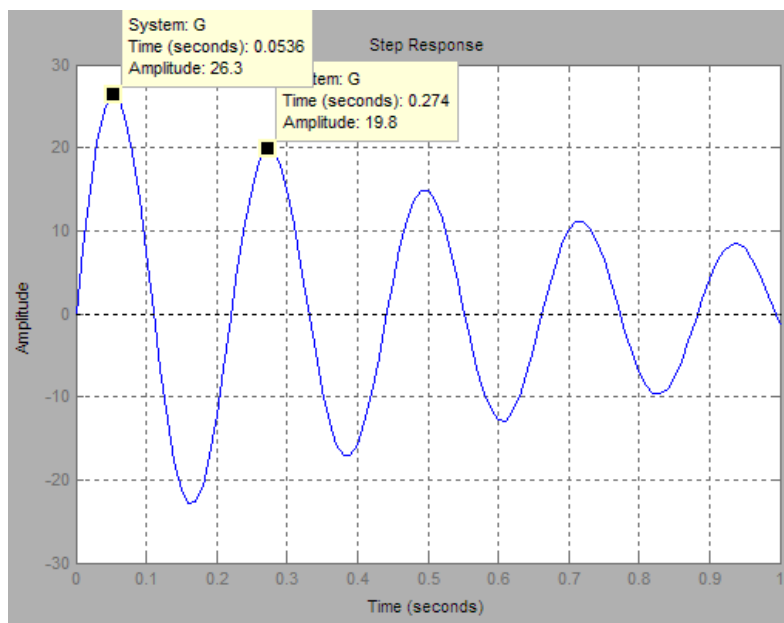 System: G
Time (seconds): 0.0536
Amplitude: 26.3
Step Response
tem: G
Time (seconds): 0.274
Amplitude: 19.8
30
20
10
0
-10
-20
-30
Amplitude
0 0.1 0.2 0.3 0.4 0.5 0.6 0.7 0.8 0.9 1
Time (seconds)